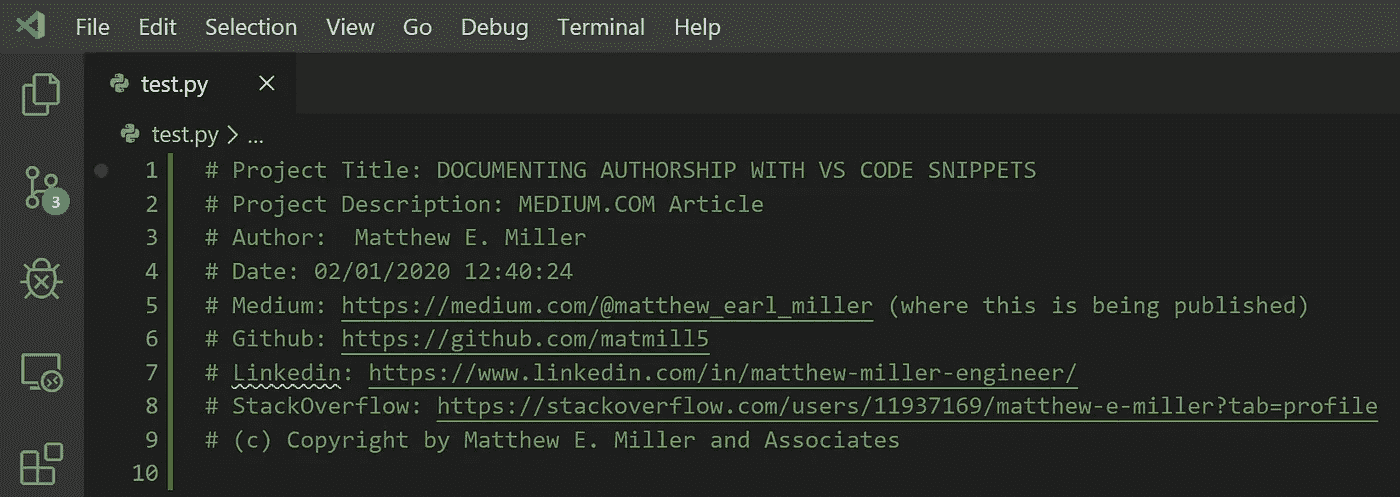 File Edit Selection View Go Debug Terminal Help
test.py
test.py > ...
3
1 # Project Title: DOCUMENTING AUTHORSHIP WITH VS CODE SNIPPETS
2 # Project Description: MEDIUM.COM Article
3 # Author:  Matthew E. Miller
4 # Date: 02/01/2020 12:40:24
5 # Medium: https://medium.com/@matthew_earl_miller (where this is being published)
6 # Github: https://github.com/matmill5
7 # Linkedin: https://www.linkedin.com/in/matthew-miller-engineer/
8 # StackOverflow: https://stackoverflow.com/users/11937169/matthew-e-miller?tab=profile
9 # (c) Copyright by Matthew E. Miller and Associates
10